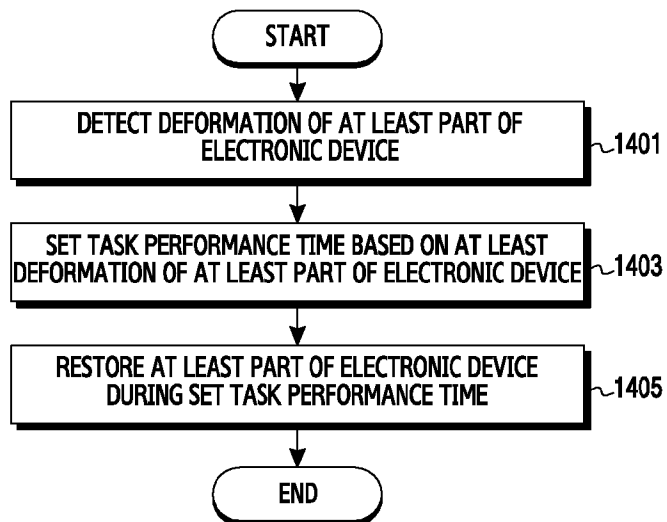 START
DETECT DEFORMATION OF AT LEAST PART OF
ELECTRONIC DEVICE
1401
SET TASK PERFORMANCE TIME BASED ON AT LEAST
DEFORMATION OF AT LEAST PART OF ELECTRONIC DEVICE
1403
RESTORE AT LEAST PART OF ELECTRONIC DEVICE
DURING SET TASK PERFORMANCE TIME
1405
END